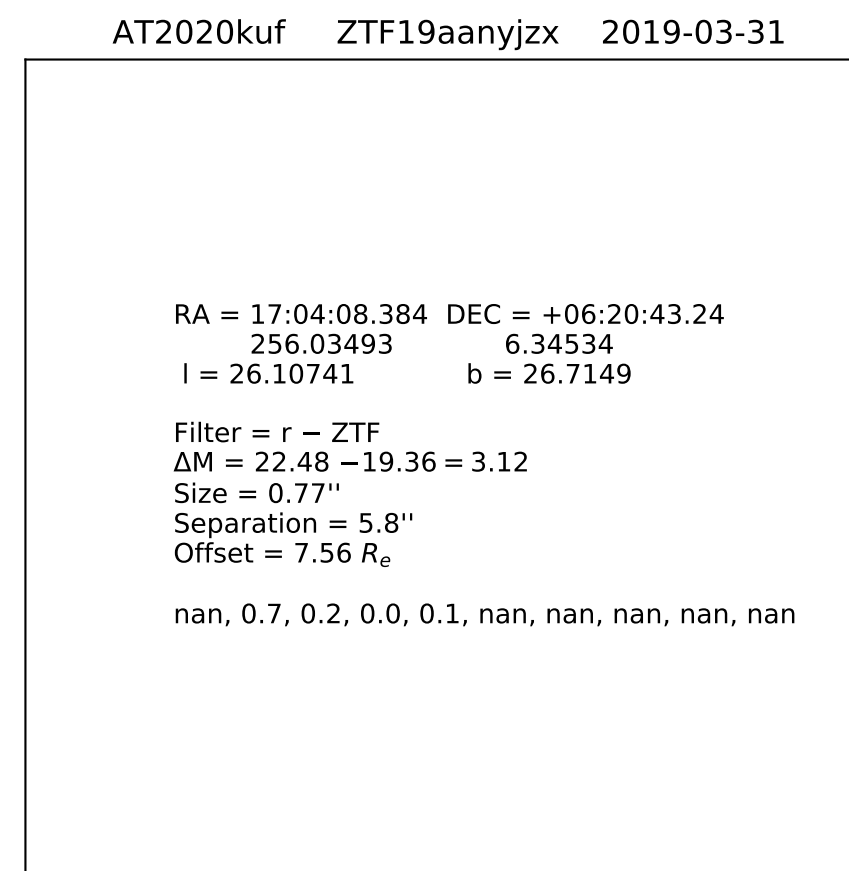 AT2020kuf ZTF19aanyjzx 2019-03-31
RA = 17:04:08.384 DEC = +06:20:43.24
256.03493 6.34534
l = 26.10741 b = 26.7149
Filter = r − ZTF
ΔM = 22.48 −19.36 = 3.12
Size = 0.77''
Separation = 5.8''
Offset = 7.56 Re
nan, 0.7, 0.2, 0.0, 0.1, nan, nan, nan, nan, nan